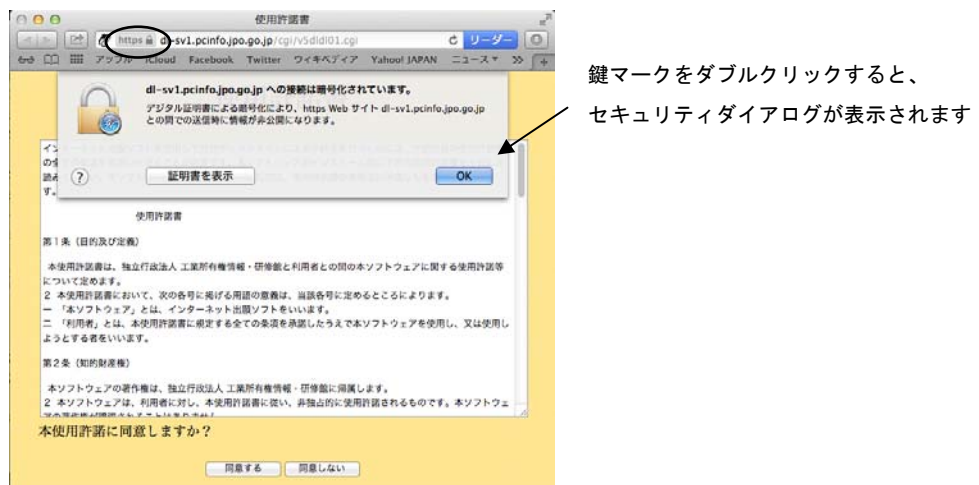 使用許諾書
https dl-sv1.pcinfo.jpo.go.jp/cgi/v5dldl01.cgi リーダー
アップル iCloud Facebook Twitter ウィキペディア Yahoo! JAPAN ニュース
dl-sv1.pcinfo.jpo.go.jp への接続は暗号化されています。
デジタル証明書による暗号化により、https Web サイト dl-sv1.pcinfo.jpo.go.jp
との間での送信時に情報が非公開になります。
? 証明書を表示 OK
鍵マークをダブルクリックすると、
セキュリティダイアログが表示されます
使用許諾書
第1条（目的及び定義）
本使用許諾書は、独立行政法人 工業所有権情報・研修館と利用者との間の本ソフトウェアに関する使用許諾等
について定めます。
2 本使用許諾書において、次の各号に掲げる用語の意義は、当該各号に定めるところによります。
一 「本ソフトウェア」とは、インターネット出願ソフトをいいます。
二 「利用者」とは、本使用許諾書に規定する全ての条項を承諾したうえで本ソフトウェアを使用し、又は使用し
ようとする者をいいます。
第2条（知的財産権）
本ソフトウェアの著作権は、独立行政法人 工業所有権情報・研修館に帰属します。
2 本ソフトウェアは、利用者に対し、本使用許諾書に従い、非独占的に使用許諾されるものです。本ソフトウェ
本使用許諾に同意しますか？
同意する 同意しない